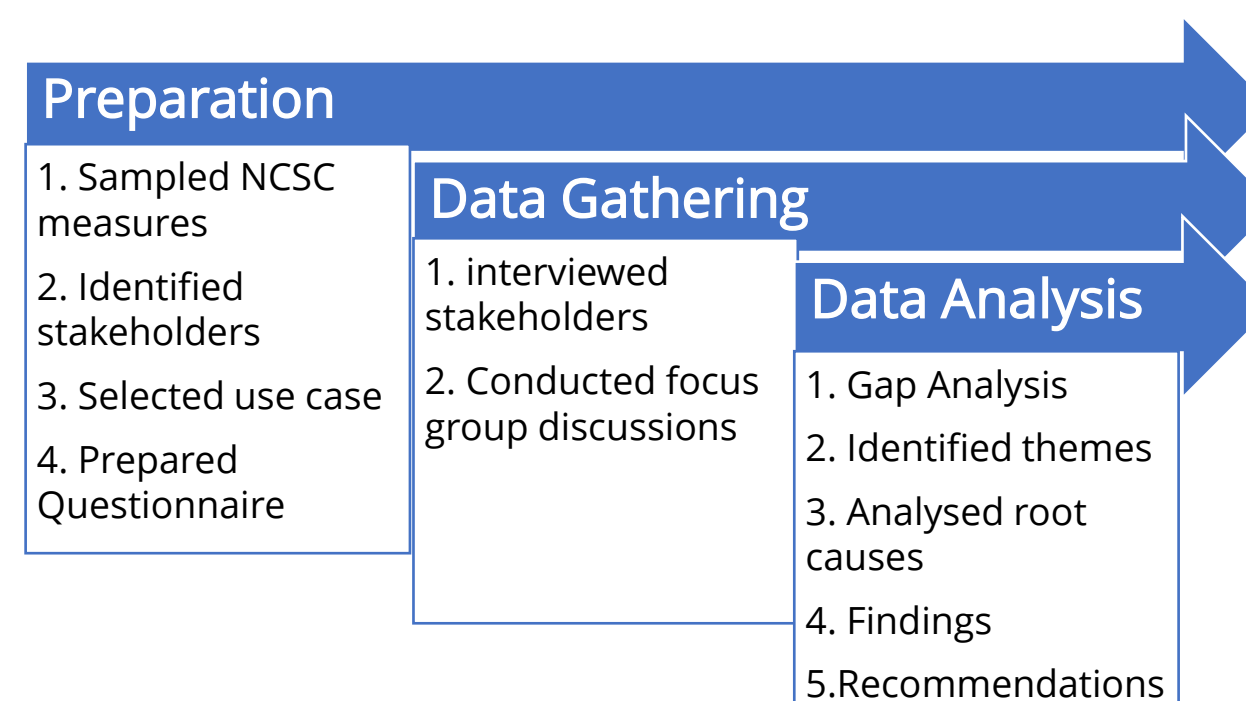 Preparation
1. Sampled NCSC
measures
2. Identified
stakeholders
3. Selected use case
4. Prepared
Questionnaire
Data Gathering
1. interviewed
stakeholders
2. Conducted focus
group discussions
Data Analysis
1. Gap Analysis
2. Identified themes
3. Analysed root
causes
4. Findings
5.Recommendations